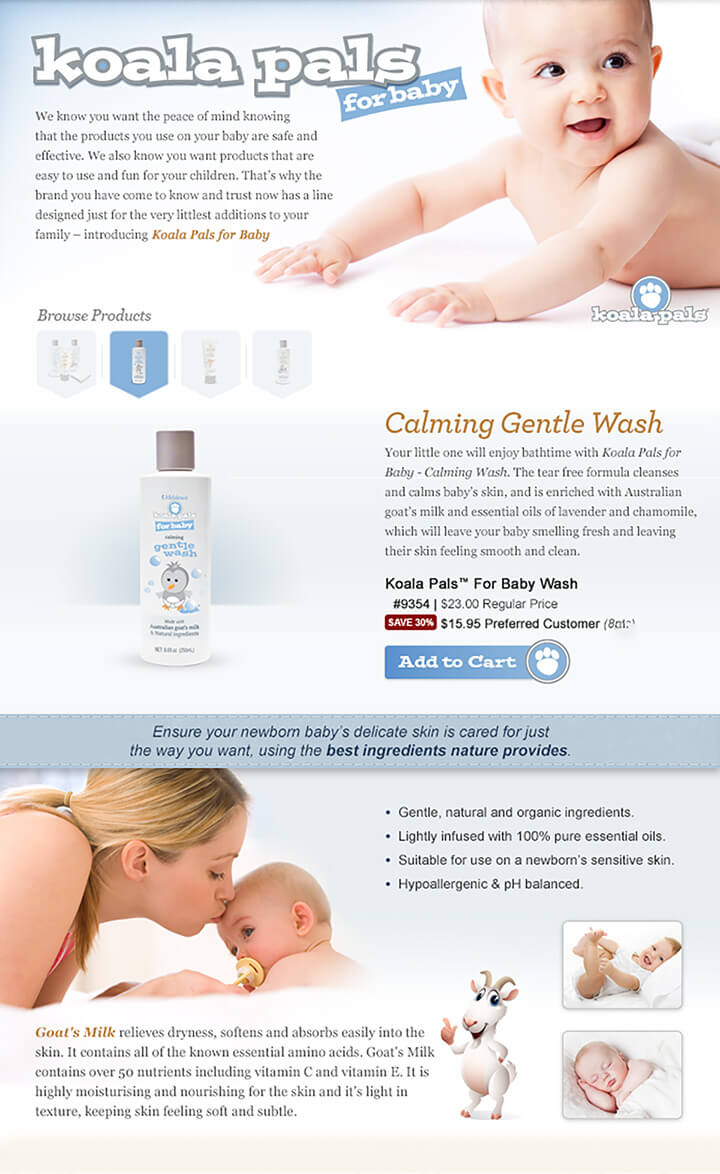 koala pals
for baby
We know you want the peace of mind knowing
that the products you use on your baby are safe and
effective. We also know you want products that are
easy to use and fun for your children. That's why the
brand you have come to know and trust now has a line
designed just for the very littlest additions to your
family – introducing Koala Pals for Baby
koala pals
Browse Products
Calming Gentle Wash
Your little one will enjoy bathtime with Koala Pals for
Baby - Calming Wash. The tear free formula cleanses
and calms baby's skin, and is enriched with Australian
goat's milk and essential oils of lavender and chamomile,
which will leave your baby smelling fresh and leaving
their skin feeling smooth and clean.
koala pals
for baby
calming
gentle
wash
Made with
Australian goat's milk
& Natural ingredients
Koala Pals™ For Baby Wash
#9354 | $23.00 Regular Price
SAVE 30% $15.95 Preferred Customer
Add to Cart
Ensure your newborn baby's delicate skin is cared for just
the way you want, using the best ingredients nature provides.
• Gentle, natural and organic ingredients.
• Lightly infused with 100% pure essential oils.
• Suitable for use on a newborn's sensitive skin.
• Hypoallergenic & pH balanced.
Goat's Milk relieves dryness, softens and absorbs easily into the
skin. It contains all of the known essential amino acids. Goat's Milk
contains over 50 nutrients including vitamin C and vitamin E. It is
highly moisturising and nourishing for the skin and it's light in
texture, keeping skin feeling soft and subtle.